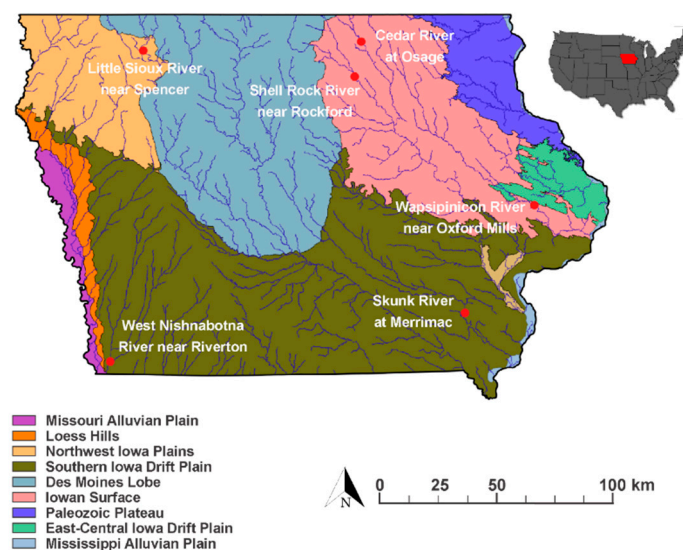 Cedar River
at Osage
Little Sioux River
near Spencer
Shell Rock River
near Rockford
Wapsipinicon River
near Oxford Mills
Skunk River
at Merrimac
West Nishnabotna
River near Riverton
Missouri Alluvian Plain
Loess Hills
Northwest Iowa Plains
Southern Iowa Drift Plain
Des Moines Lobe
Iowan Surface
Paleozoic Plateau
East-Central Iowa Drift Plain
Mississippi Alluvian Plain
N
0 25 50 100 km